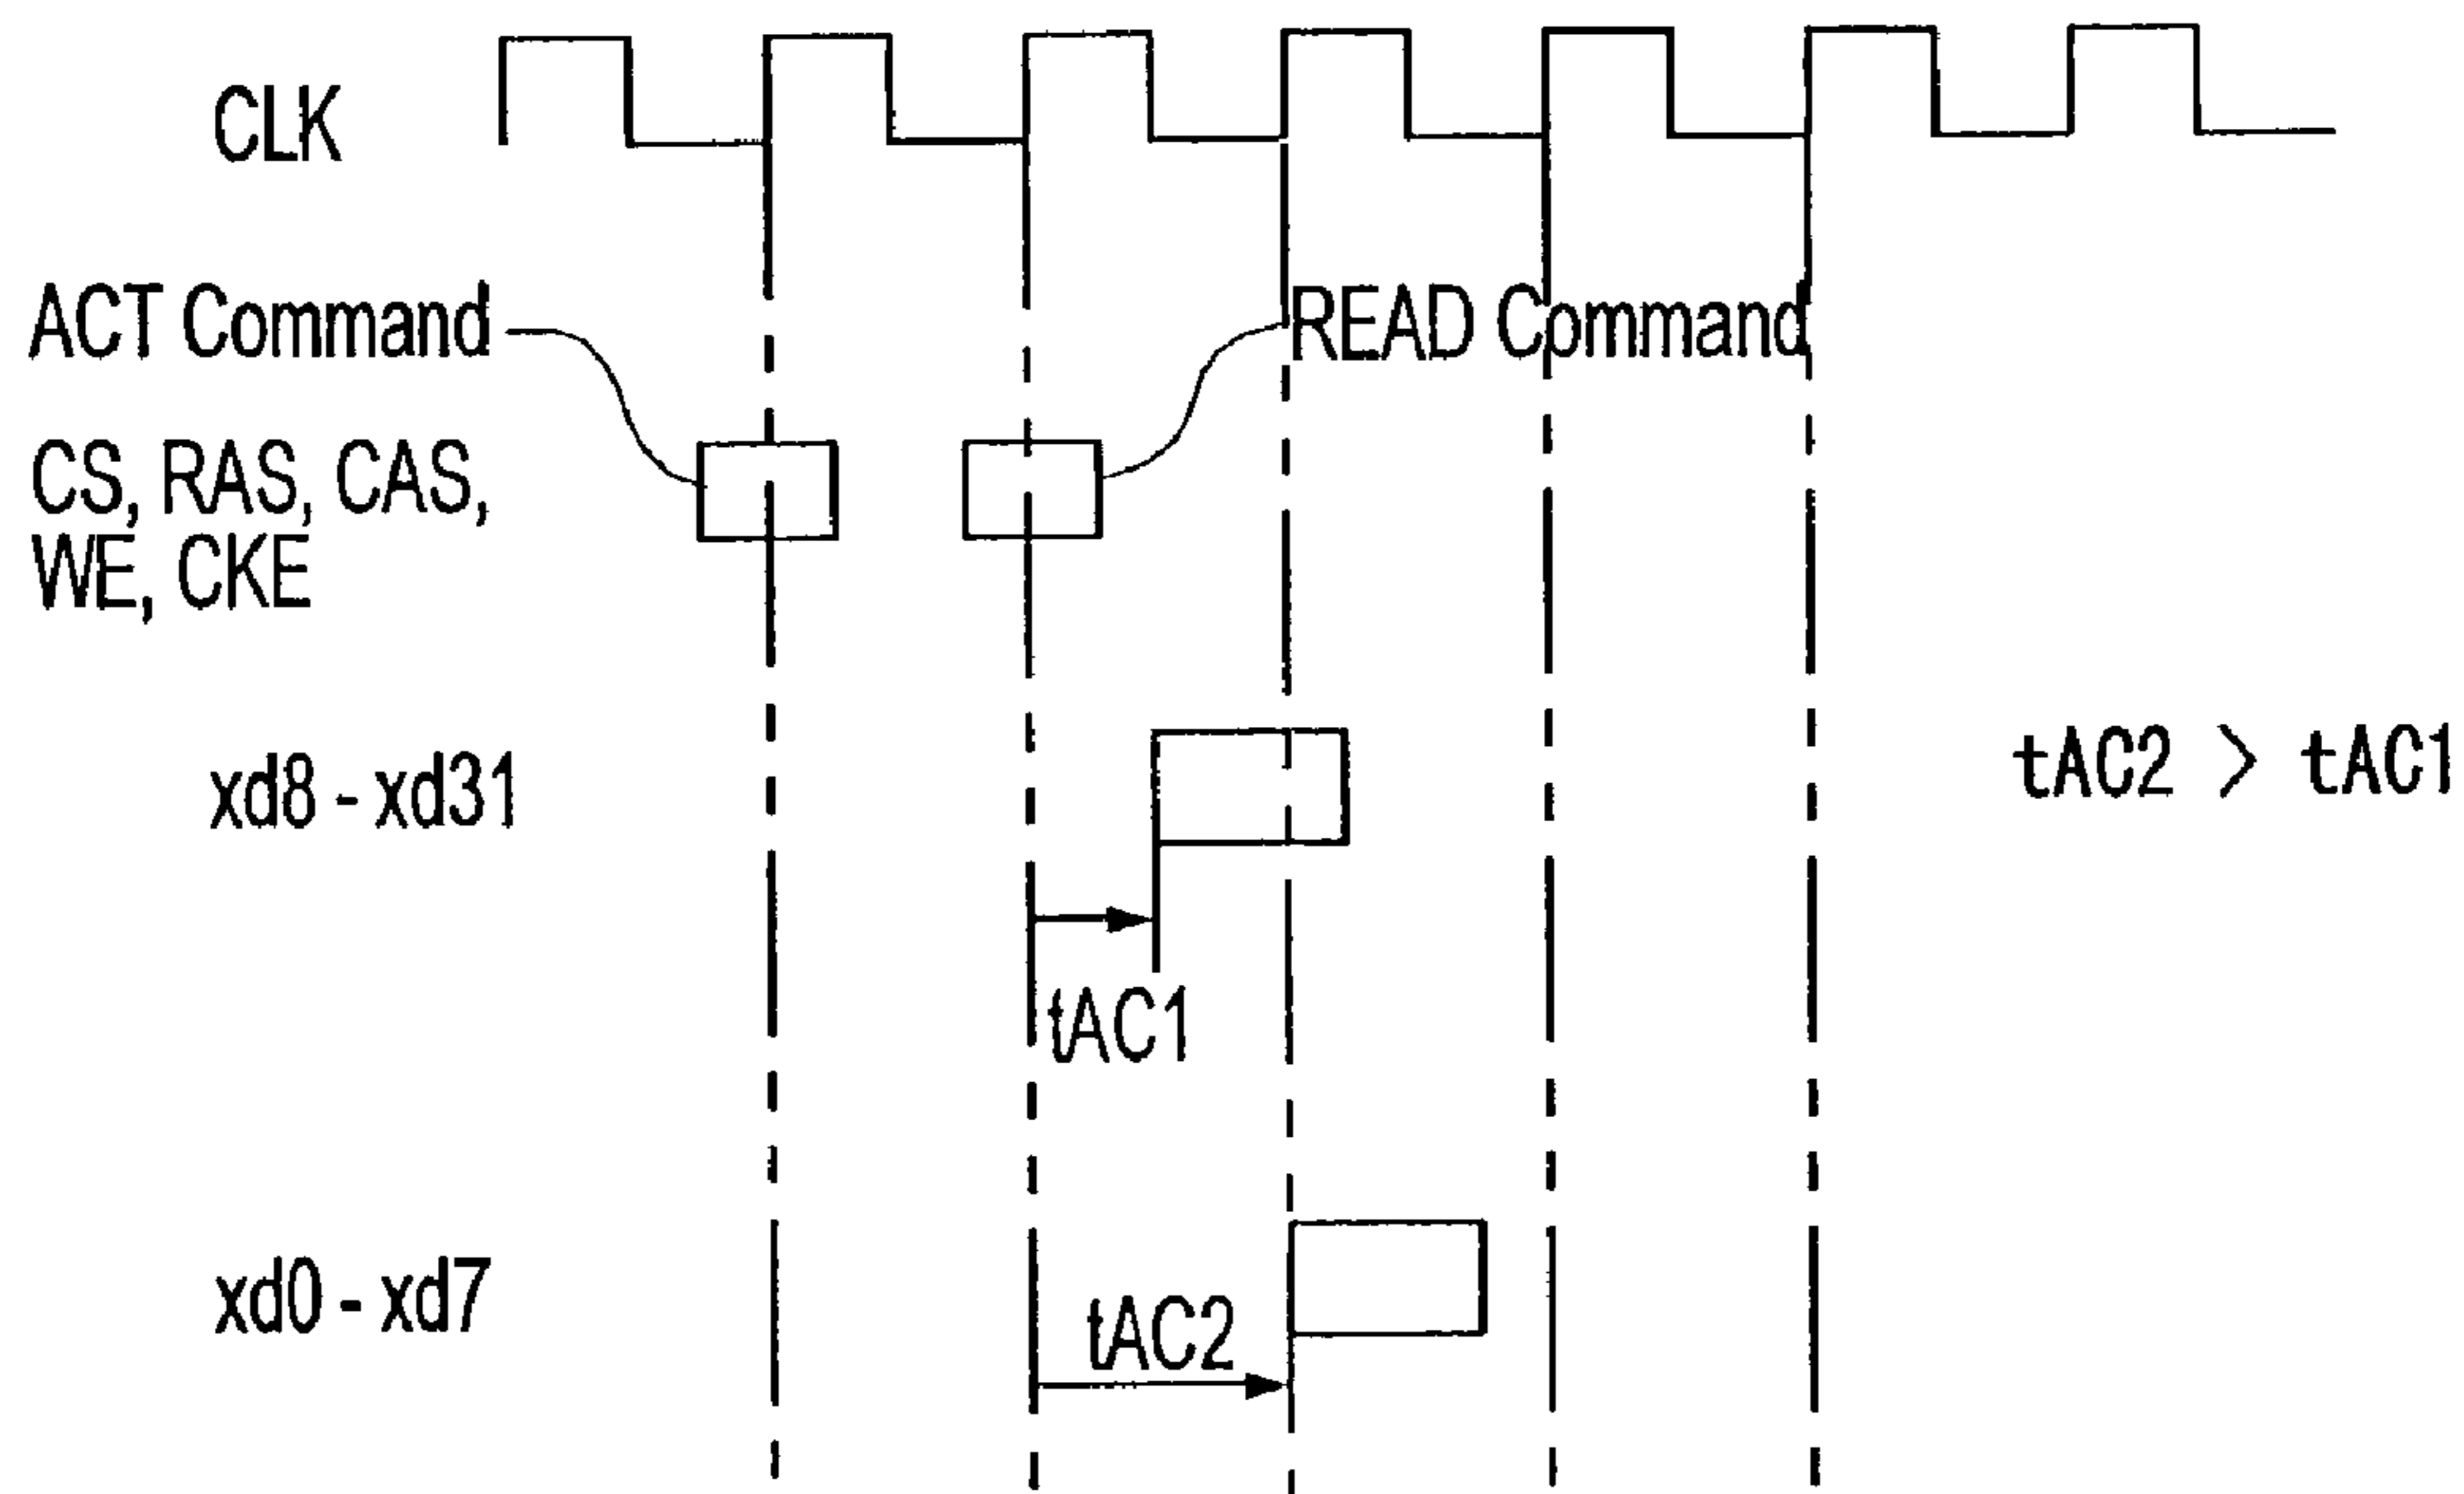 CLK
ACT Command
READ Command
CS, RAS, CAS,
WE, CKE
xd8 - xd31
tAC2 > tAC1
tAC1
xd0 - xd7
tAC2